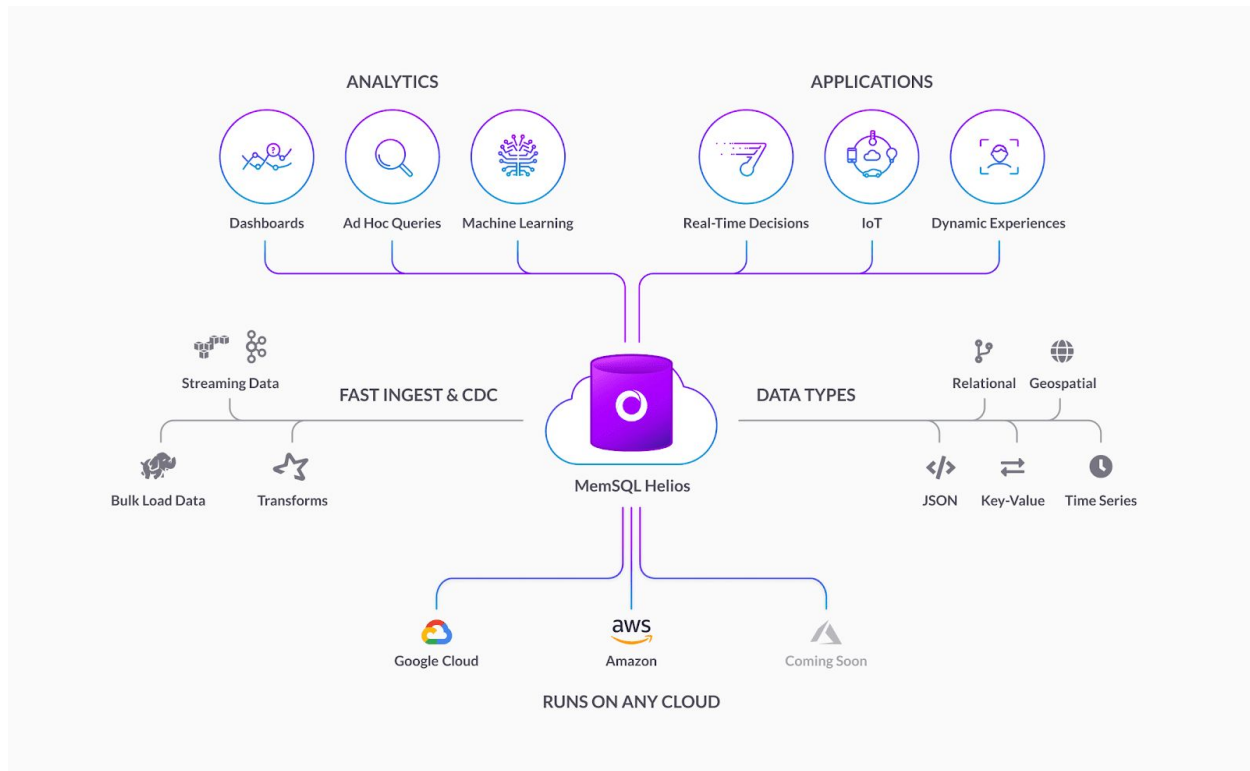 ANALYTICS
APPLICATIONS
?
Dashboards
Ad Hoc Queries
Machine Learning
Real-Time Decisions
IoT
Dynamic Experiences
Streaming Data
FAST INGEST & CDC
DATA TYPES
Relational
Geospatial
MemSQL Helios
Bulk Load Data
Transforms
JSON
Key-Value
Time Series
aws
Google Cloud
Amazon
Coming Soon
RUNS ON ANY CLOUD